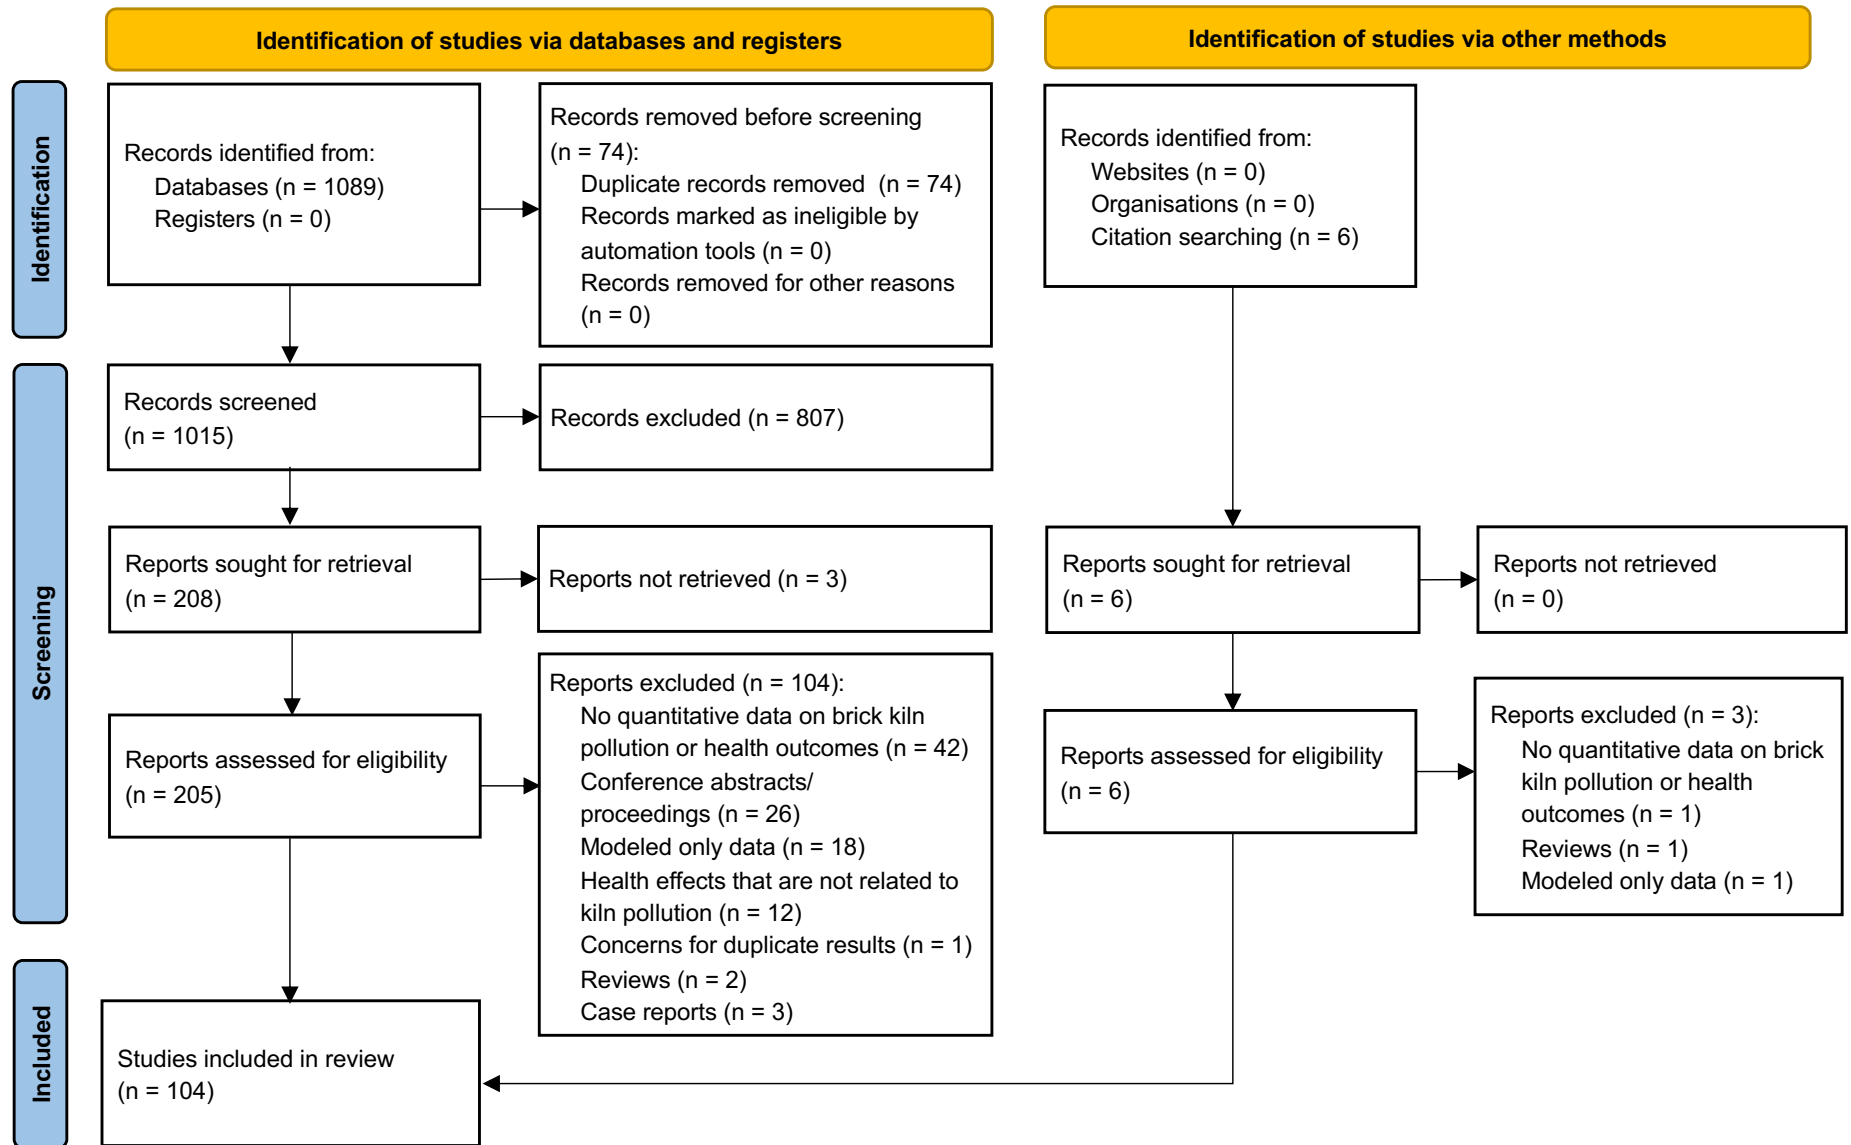 Identification of studies via databases and registers
Identification of studies via other methods
Identification
Records identified from:
Databases (n = 1089)
Registers (n = 0)
Records removed before screening
(n = 74):
Duplicate records removed  (n = 74)
Records marked as ineligible by
automation tools (n = 0)
Records removed for other reasons
(n = 0)
Records identified from:
Websites (n = 0)
Organisations (n = 0)
Citation searching (n = 6)
Screening
Records screened
(n = 1015)
Records excluded (n = 807)
Reports sought for retrieval
(n = 208)
Reports not retrieved (n = 3)
Reports sought for retrieval
(n = 6)
Reports not retrieved
(n = 0)
Reports assessed for eligibility
(n = 205)
Reports excluded (n = 104):
No quantitative data on brick kiln
pollution or health outcomes (n = 42)
Conference abstracts/
proceedings (n = 26)
Modeled only data (n = 18)
Health effects that are not related to
kiln pollution (n = 12)
Concerns for duplicate results (n = 1)
Reviews (n = 2)
Case reports (n = 3)
Reports assessed for eligibility
(n = 6)
Reports excluded (n = 3):
No quantitative data on brick
kiln pollution or health
outcomes (n = 1)
Reviews (n = 1)
Modeled only data (n = 1)
Included
Studies included in review
(n = 104)